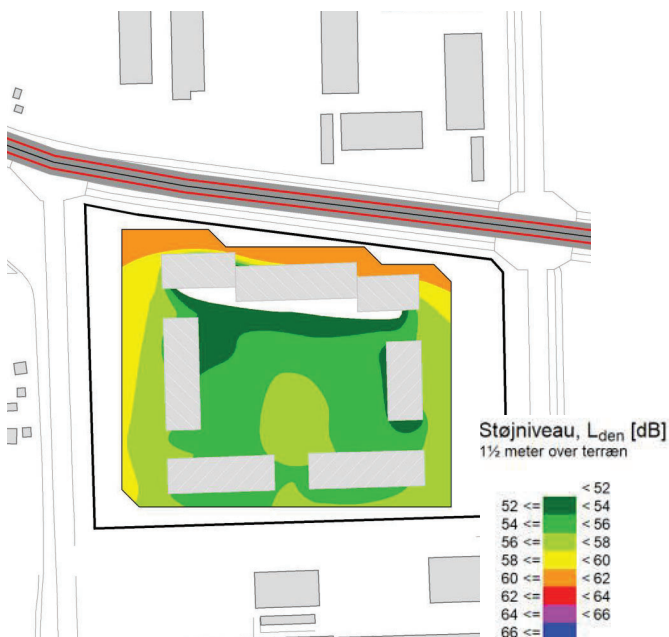 Støjniveau, Lden [dB]
1½ meter over terræn
< 52
52 <= < 54
54 <= < 56
56 <= < 58
58 <= < 60
60 <= < 62
62 <= < 64
64 <= < 66
66 <=